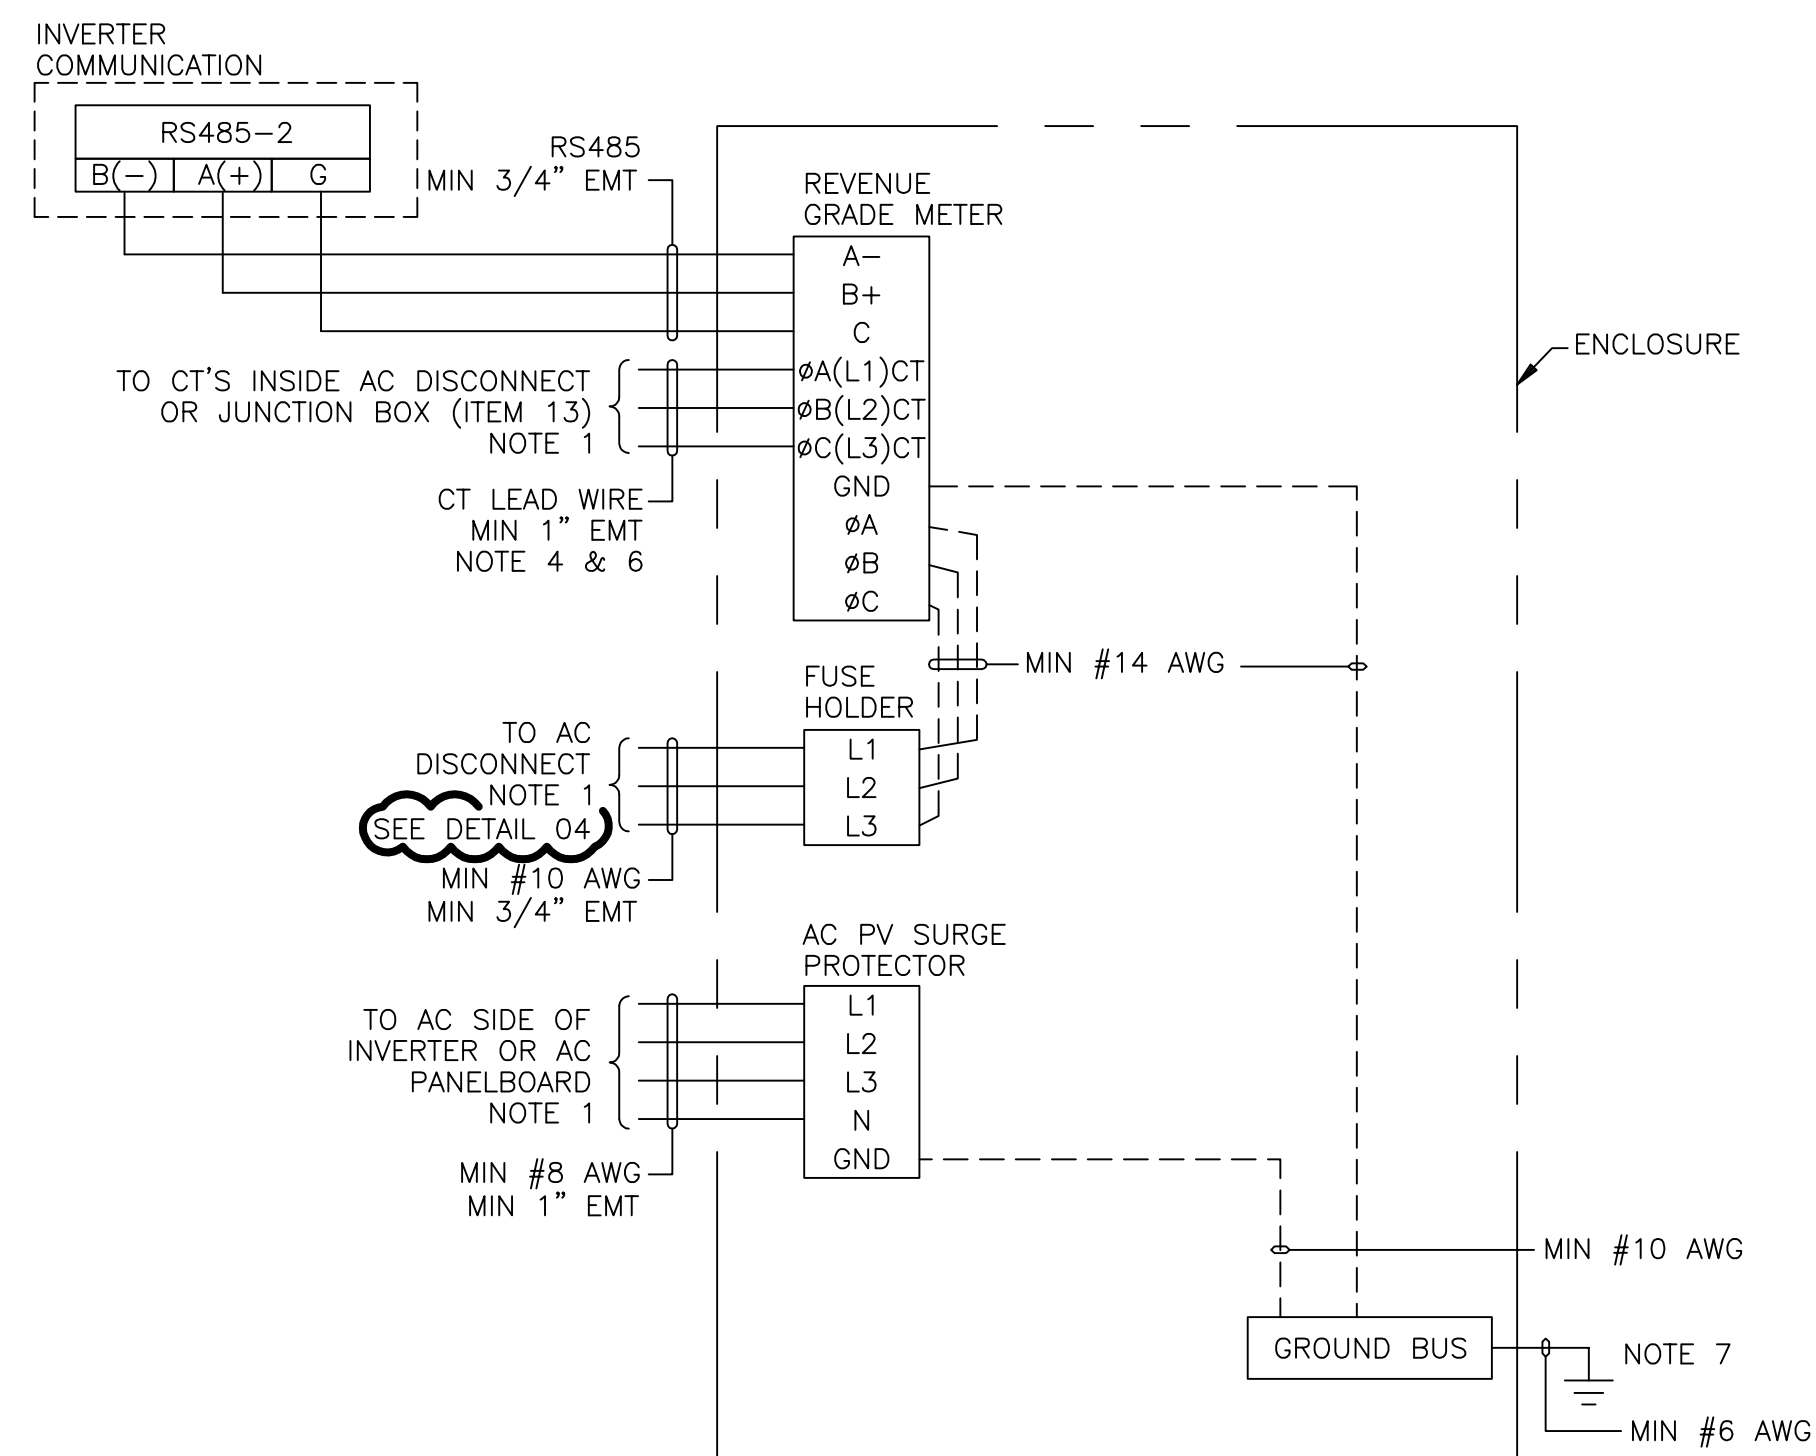 INVERTER
COMMUNICATION
RS485-2
B(-) A(+) G
RS485
MIN 3/4" EMT
REVENUE
GRADE METER
A-
B+
C
øA(L1)CT
øB(L2)CT
øC(L3)CT
GND
øA
øB
øC
TO CT'S INSIDE AC DISCONNECT
OR JUNCTION BOX (ITEM 13)
NOTE 1
CT LEAD WIRE
MIN 1" EMT
NOTE 4 & 6
ENCLOSURE
MIN #14 AWG
FUSE
HOLDER
L1
L2
L3
TO AC
DISCONNECT
NOTE 1
SEE DETAIL 04
MIN #10 AWG
MIN 3/4" EMT
AC PV SURGE
PROTECTOR
L1
L2
L3
N
GND
TO AC SIDE OF
INVERTER OR AC
PANELBOARD
NOTE 1
MIN #8 AWG
MIN 1" EMT
MIN #10 AWG
GROUND BUS
NOTE 7
MIN #6 AWG